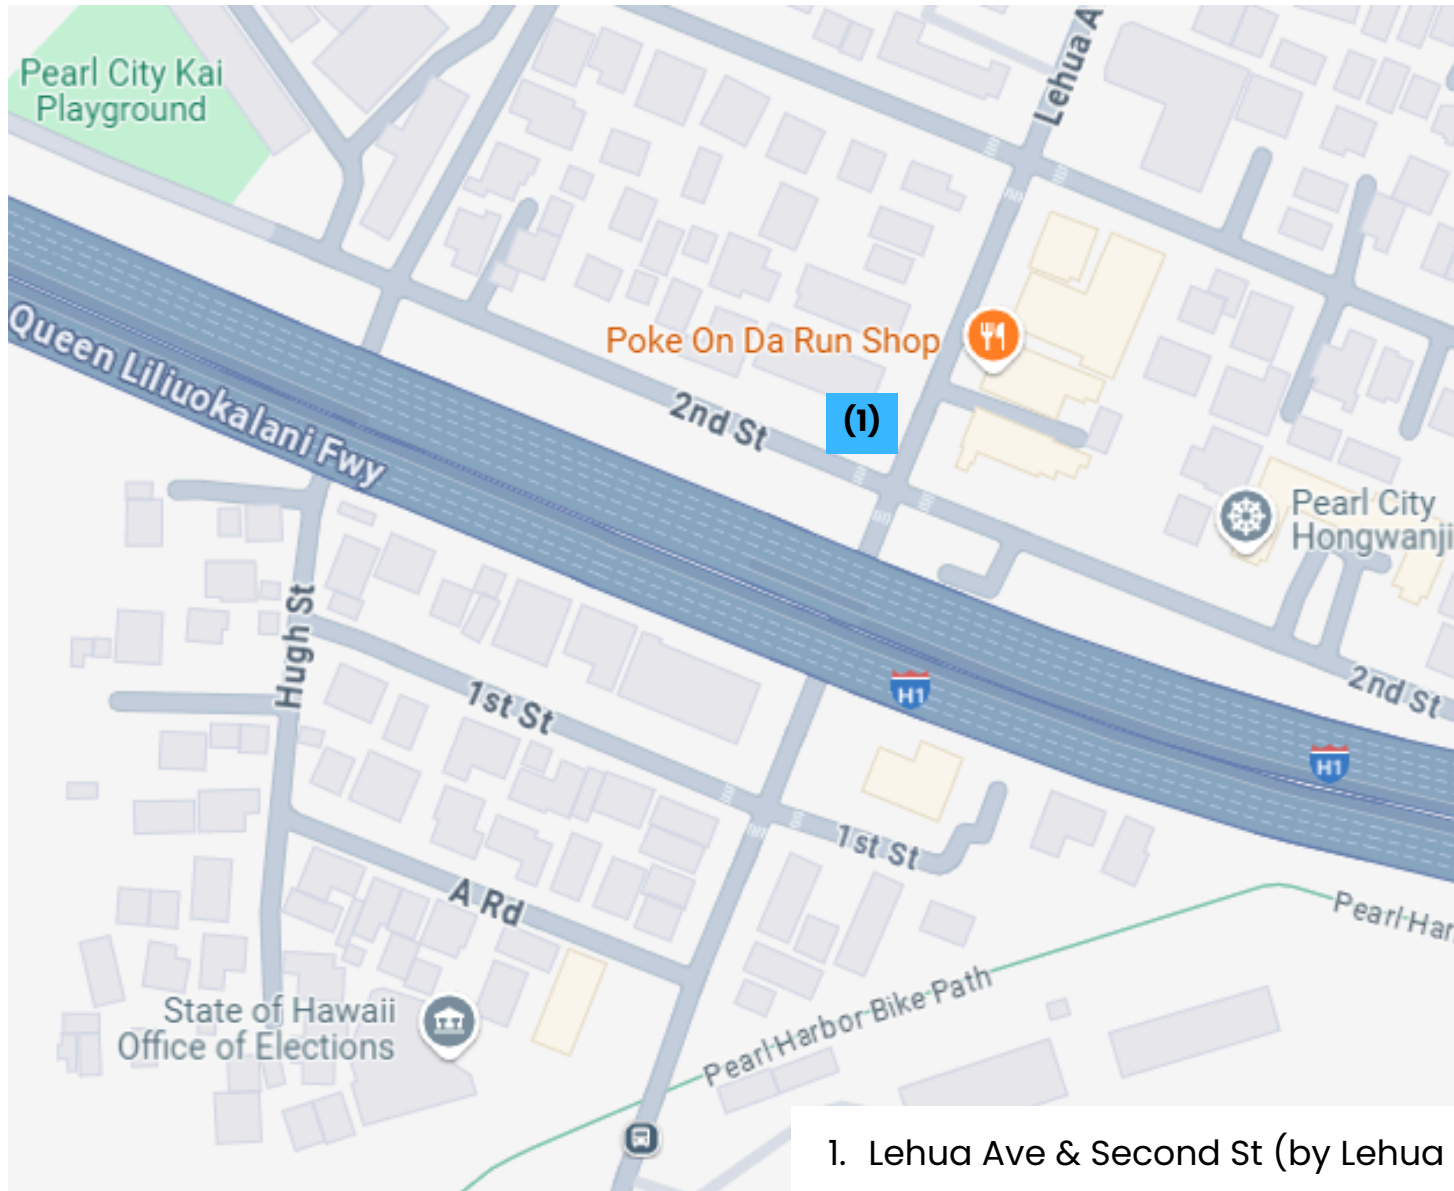 Pearl City Kai
Playground
Lehua A
Queen Liliuokalani Fwy
Poke On Da Run Shop
2nd St
(1)
Pearl City
Hongwanji
Hugh St
1st St
H1
2nd St
H1
1st St
A Rd
Pearl Har
Pearl Harbor Bike Path
State of Hawaii
Office of Elections
1. Lehua Ave & Second St (by Lehua